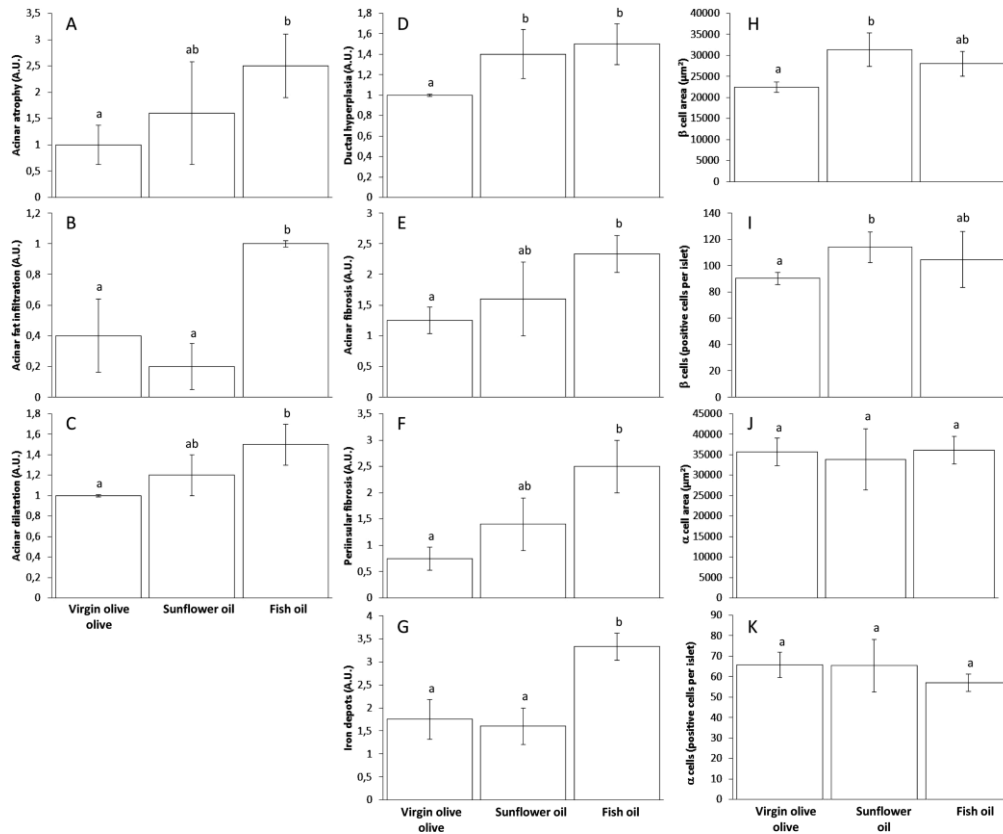 A
Acinar atrophy (A.U.)
3,5
3
2,5
2
1,5
1
0,5
0
a
ab
b
B
Acinar fat infiltration (A.U.)
1,2
1
0,8
0,6
0,4
0,2
0
a
a
b
C
Acinar dilatation (A.U.)
1,8
1,6
1,4
1,2
1
0,8
0,6
0,4
0,2
0
a
ab
b
Virgin olive Sunflower oil Fish oil
olive
D
Ductal hyperplasia (A.U.)
1,8
1,6
1,4
1,2
1
0,8
0,6
0,4
0,2
0
a
b
b
E
Acinar fibrosis (A.U.)
3
2,5
2
1,5
1
0,5
0
a
ab
b
F
Periinsular fibrosis (A.U.)
3,5
3
2,5
2
1,5
1
0,5
0
a
ab
b
G
Iron depots (A.U.)
4
3,5
3
2,5
2
1,5
1
0,5
0
a
a
b
Virgin olive Sunflower oil Fish oil
olive
H
β cell area (µm²)
40000
35000
30000
25000
20000
15000
10000
5000
0
a
b
ab
I
β cells (positive cells per islet)
140
120
100
80
60
40
20
0
a
b
ab
J
α cell area (µm²)
45000
40000
35000
30000
25000
20000
15000
10000
5000
0
a
a
a
K
α cells (positive cells per islet)
90
80
70
60
50
40
30
20
10
0
a
a
a
Virgin olive Sunflower Fish oil
olive oil